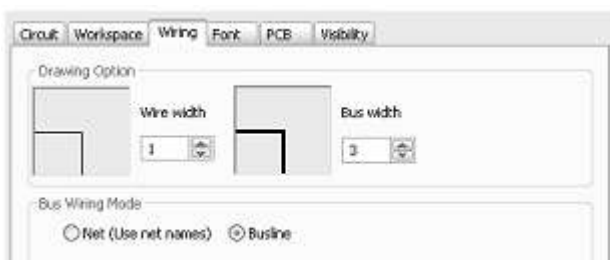 Circuit Workspace Wiring Font PCB Visibility
Drawing Option
Wire width Bus width
1 3
Bus Wiring Mode
Net (Use net names) Busline